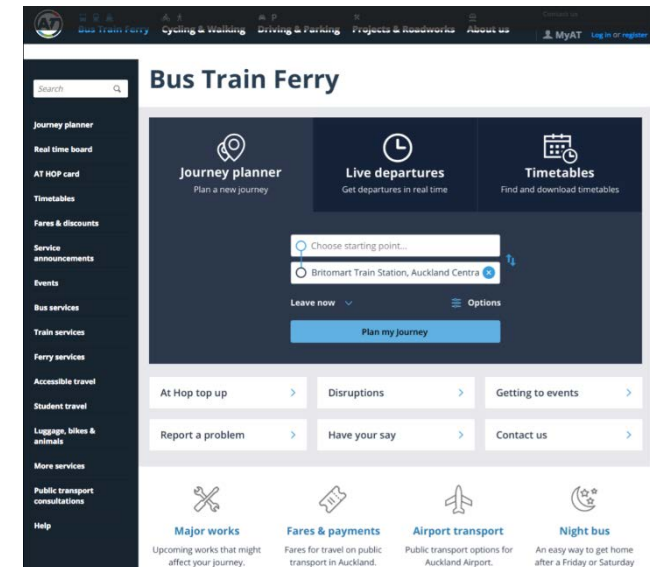 AT
Bus Train Ferry
Cycling & Walking
Driving & Parking
Projects & Roadworks
About us
Contact us
MyAT
Log in or register
Search
Journey planner
Real time board
AT HOP card
Timetables
Fares & discounts
Service
announcements
Events
Bus services
Train services
Ferry services
Accessible travel
Student travel
Luggage, bikes &
animals
More services
Public transport
consultations
Help
Bus Train Ferry
Journey planner
Plan a new journey
Live departures
Get departures in real time
Timetables
Find and download timetables
Choose starting point...
Britomart Train Station, Auckland Centra
Leave now
Options
Plan my Journey
At Hop top up
Disruptions
Getting to events
Report a problem
Have your say
Contact us
Major works
Upcoming works that might
affect your journey.
Fares & payments
Fares for travel on public
transport in Auckland.
Airport transport
Public transport options for
Auckland Airport.
Night bus
An easy way to get home
after a Friday or Saturday